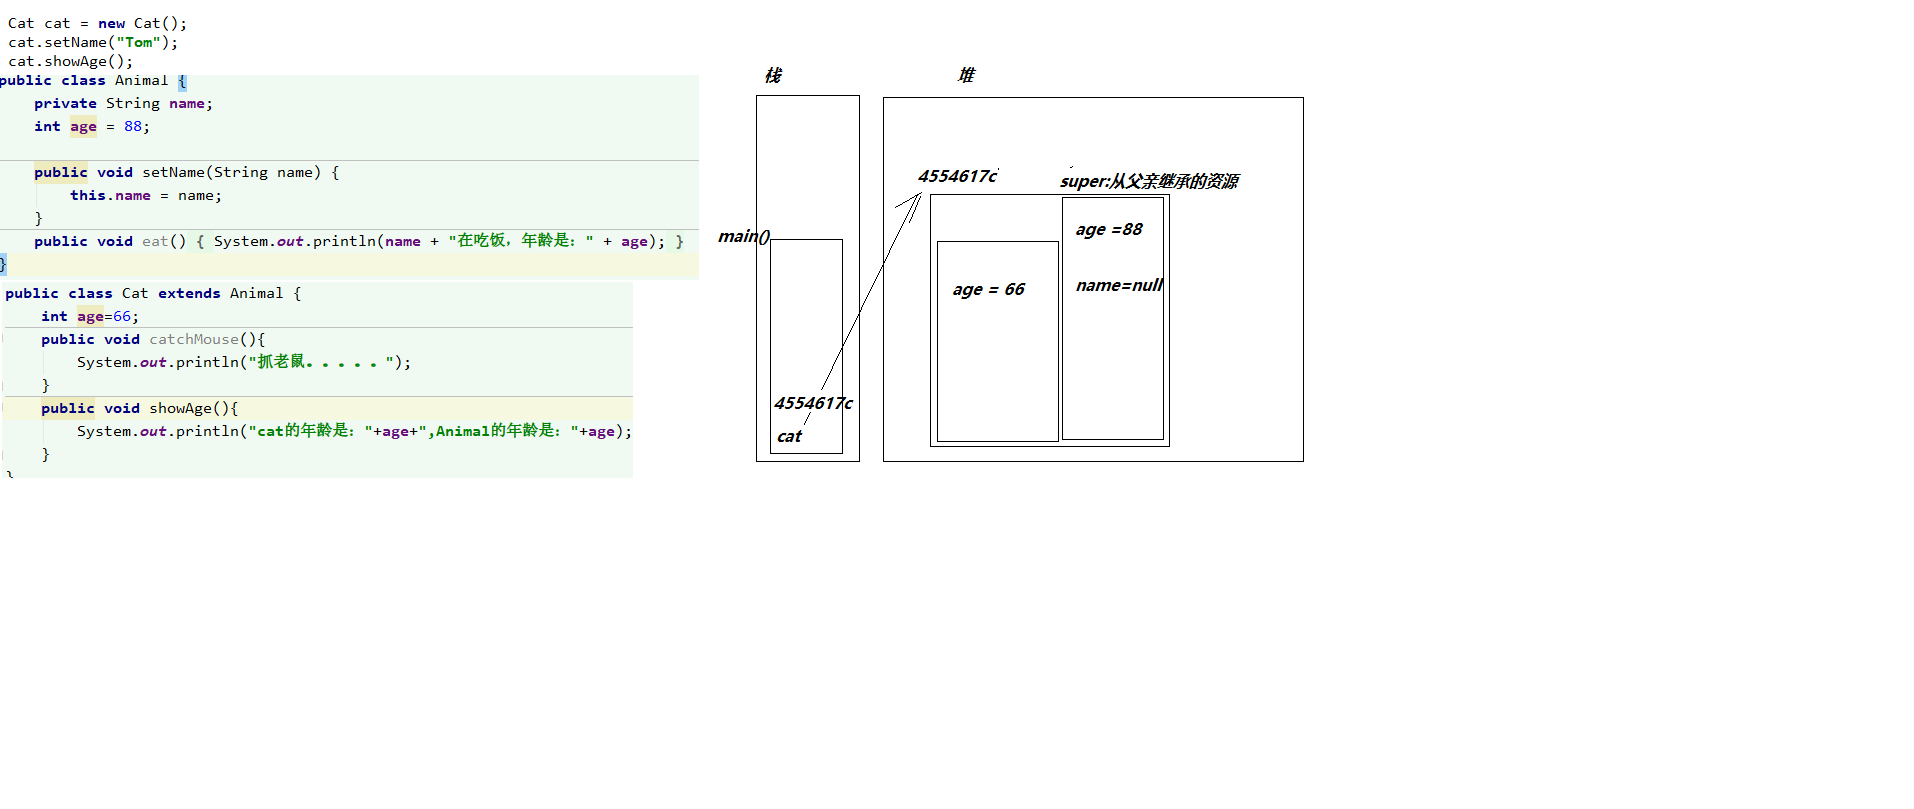 Cat cat = new Cat();
cat.setName("Tom");
cat.showAge();
public class Animal {
private String name;
int age = 88;
public void setName(String name) {
this.name = name;
}
public void eat() { System.out.println(name + "在吃饭，年龄是：" + age); }
}
public class Cat extends Animal {
int age=66;
public void catchMouse(){
System.out.println("抓老鼠．．．．．");
}
public void showAge(){
System.out.println("cat的年龄是："+age+",Animal的年龄是："+age);
}
}
栈
堆
4554617c
super:从父亲继承的资源
main()
age =88
age = 66
name=null
4554617c
cat